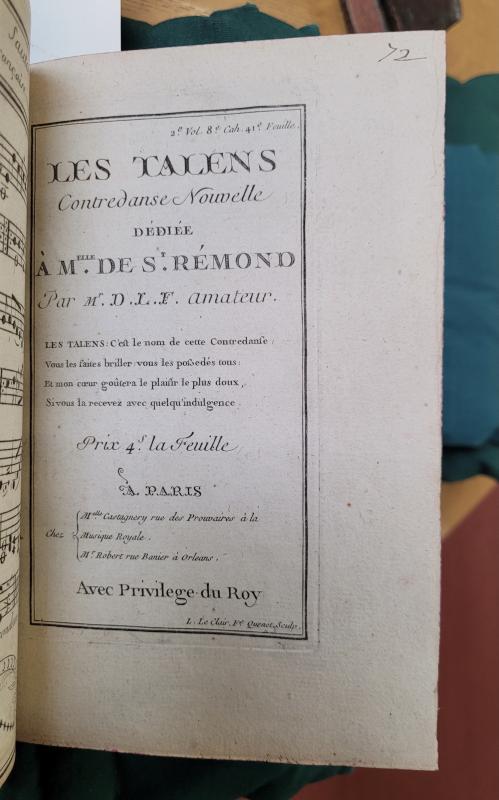 72
2.e Vol. 8.e Cah. 41.e Feuille.
LES TALENS
Contredanse Nouvelle
DÉDIÉE
À M.ELLE DE S.T RÉMOND
Par M.r D. L. F. amateur.
LES TALENS: C'est le nom de cette Contredanse:
Vous les faites briller: vous les possedés tous:
Et mon cœur goûtera le plaisir le plus doux,
Si vous la recevez avec quelqu'indulgence.
Prix 4.s la Feuille
À PARIS
Chez
M.elle Castagnery rue des Prouvaires à la
Musique Royale.
M.r Robert rue Banier à Orleans.
Avec Privilege du Roy
L. Le Clair, F.e Quenet, Sculp.